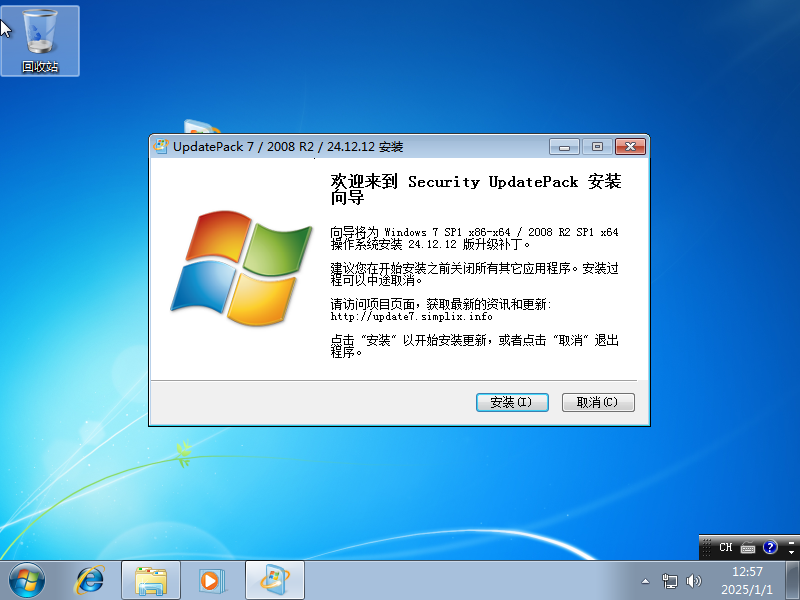 回收站
UpdatePack 7 / 2008 R2 / 24.12.12 安装
欢迎来到 Security UpdatePack 安装
向导
向导将为 Windows 7 SP1 x86-x64 / 2008 R2 SP1 x64
操作系统安装 24.12.12 版升级补丁。
建议您在开始安装之前关闭所有其它应用程序。安装过
程可以中途取消。
请访问项目页面，获取最新的资讯和更新:
http://update7.simplix.info
点击 "安装" 以开始安装更新，或者点击 "取消" 退出
程序。
安装(I)
取消(C)
CH
12:57
2025/1/1